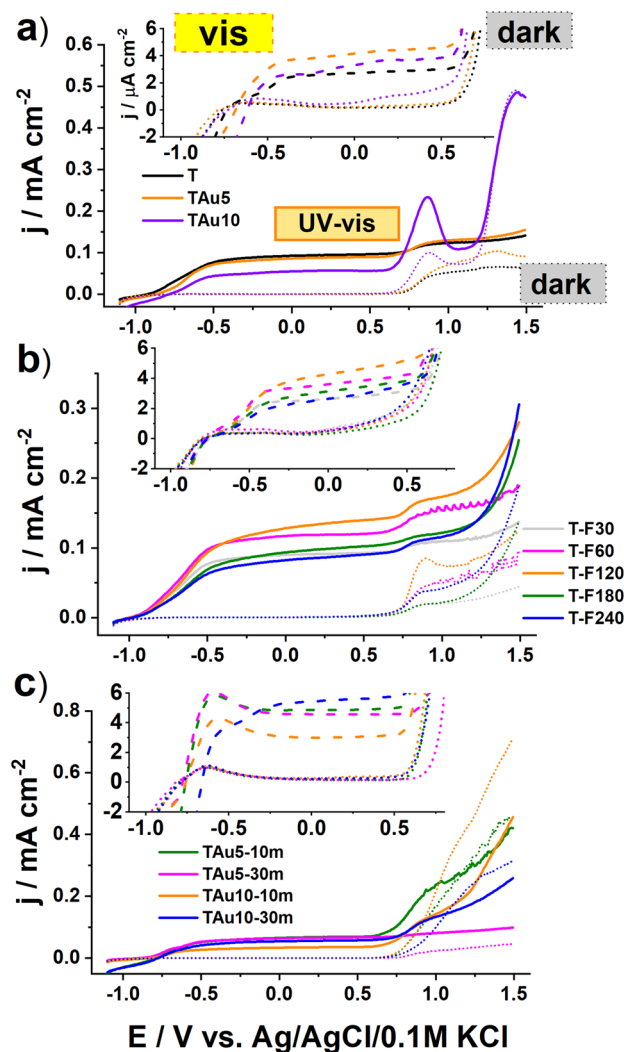 a)
vis
dark
j / μA cm-2
6
4
2
0
-2
-1.0 -0.5 0.0 0.5
j / mA cm-2
0.6
0.5
0.4
0.3
0.2
0.1
0.0
T
TAu5
TAu10
UV-vis
dark
-1.0 -0.5 0.0 0.5 1.0 1.5
b)
6
4
2
0
-2
-1.0 -0.5 0.0 0.5
j / mA cm-2
0.3
0.2
0.1
0.0
T-F30
T-F60
T-F120
T-F180
T-F240
-1.0 -0.5 0.0 0.5 1.0 1.5
c)
6
4
2
0
-2
-1.0 -0.5 0.0 0.5
j / mA cm-2
0.8
0.6
0.4
0.2
0.0
TAu5-10m
TAu5-30m
TAu10-10m
TAu10-30m
-1.0 -0.5 0.0 0.5 1.0 1.5
E / V vs. Ag/AgCl/0.1M KCl